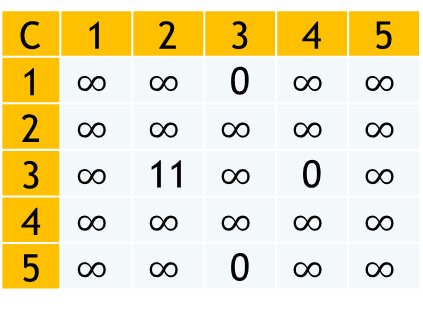 C 1 2 3 4 5
1 ∞ ∞ 0 ∞ ∞
2 ∞ ∞ ∞ ∞ ∞
3 ∞ 11 ∞ 0 ∞
4 ∞ ∞ ∞ ∞ ∞
5 ∞ ∞ 0 ∞ ∞